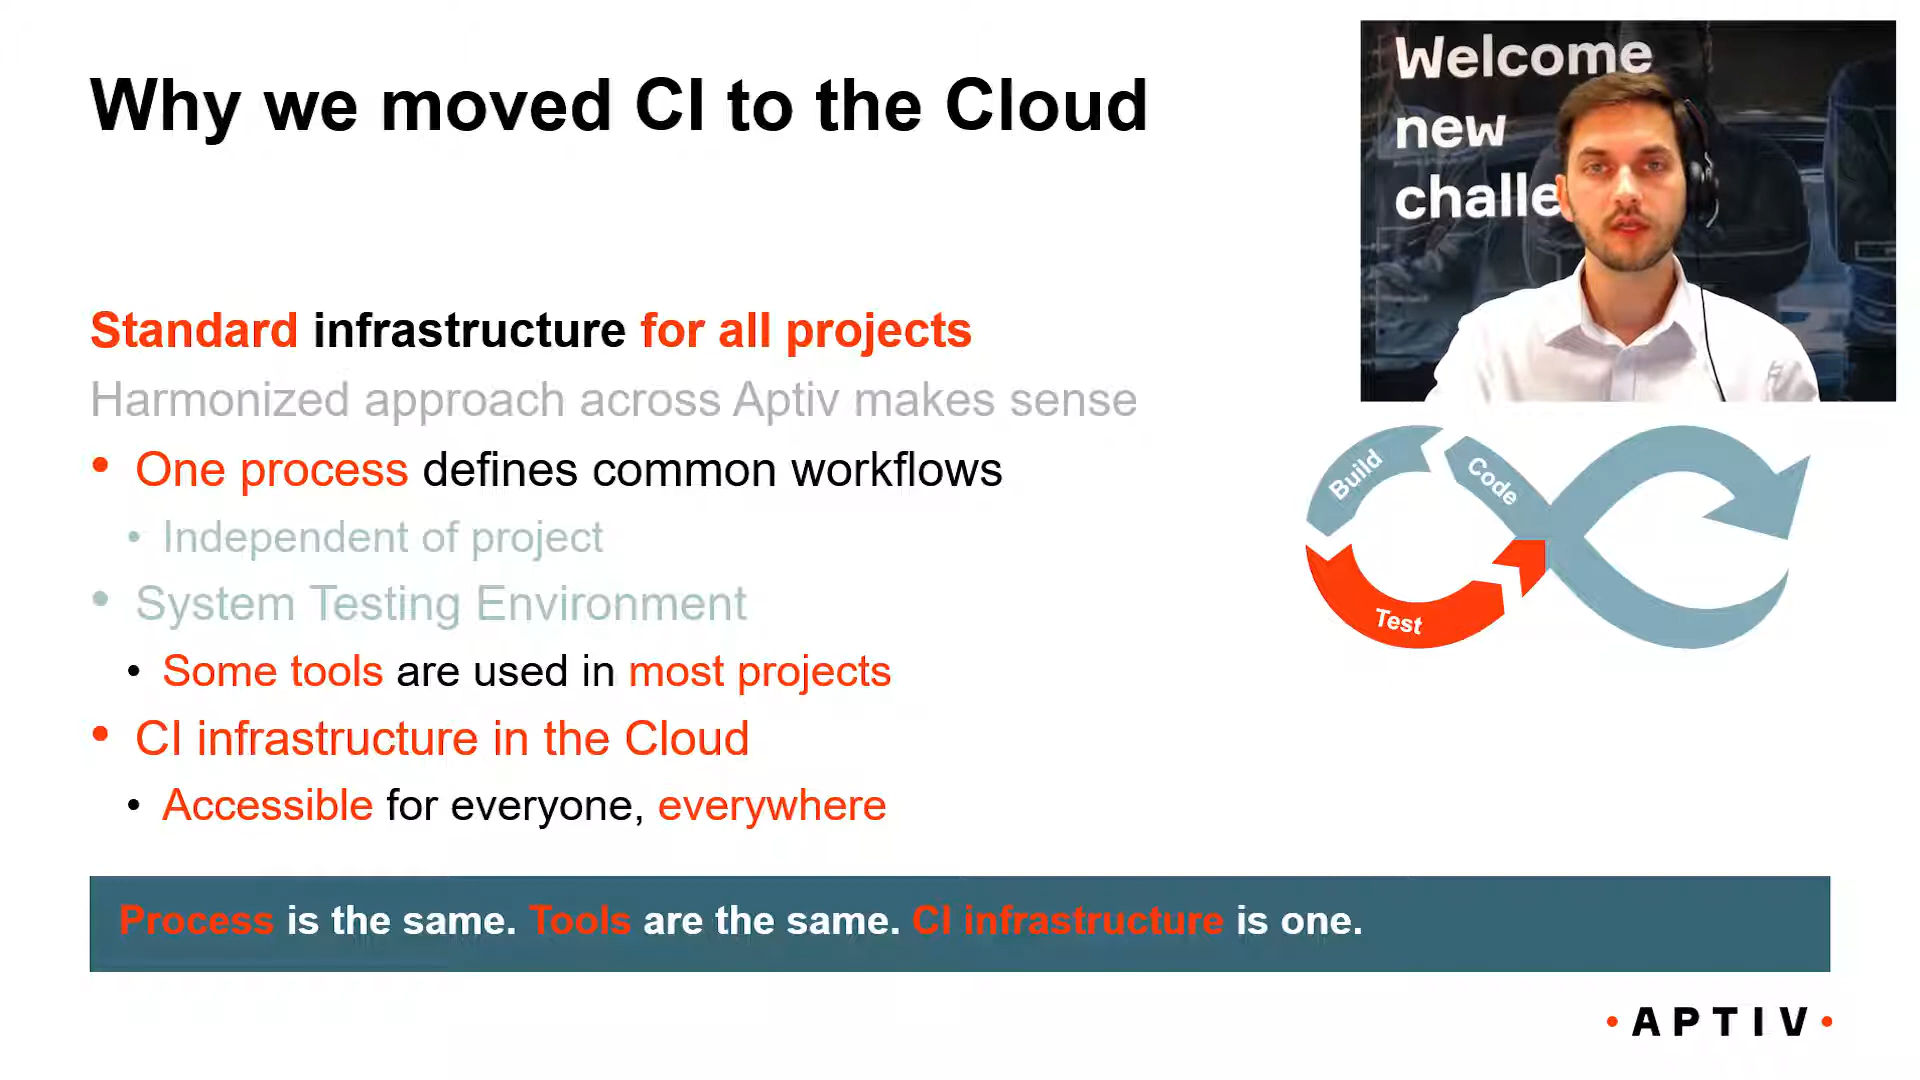 Why we moved CI to the Cloud
Welcome
new
challe
Standard infrastructure for all projects
Harmonized approach across Aptiv makes sense
• One process defines common workflows
• Independent of project
• System Testing Environment
• Some tools are used in most projects
• CI infrastructure in the Cloud
• Accessible for everyone, everywhere
Build
Code
Test
Process is the same. Tools are the same. CI infrastructure is one.
• APTIV •